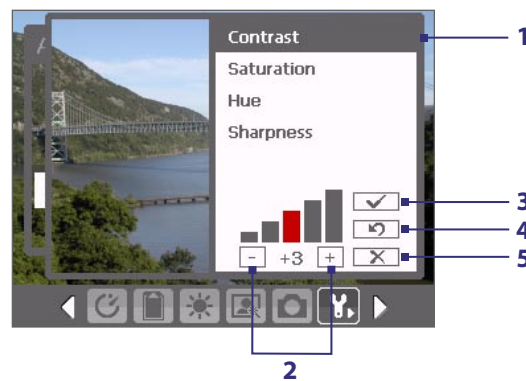 Contrast
1
Saturation
Hue
Sharpness
3
4
- +3 +
5
2